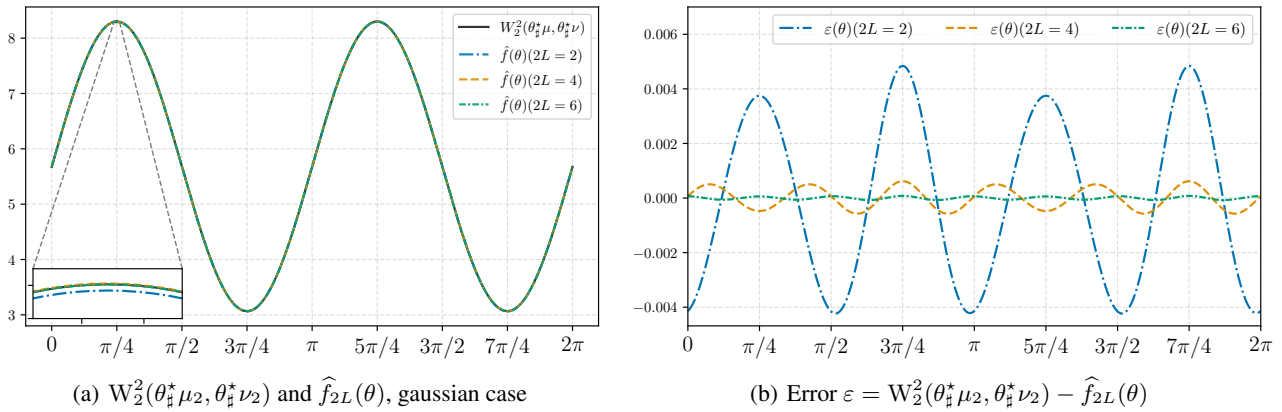 8
7
6
5
4
3
0
π/4
π/2
3π/4
π
5π/4
3π/2
7π/4
2π
W₂²(θ♯⋆μ, θ♯⋆ν)
f̂(θ)(2L = 2)
f̂(θ)(2L = 4)
f̂(θ)(2L = 6)
(a) W₂²(θ♯⋆μ₂, θ♯⋆ν₂) and f̂₂L(θ), gaussian case
0.006
0.004
0.002
0.000
−0.002
−0.004
0
π/4
π/2
3π/4
π
5π/4
3π/2
7π/4
2π
ε(θ)(2L = 2)
ε(θ)(2L = 4)
ε(θ)(2L = 6)
(b) Error ε = W₂²(θ♯⋆μ₂, θ♯⋆ν₂) − f̂₂L(θ)